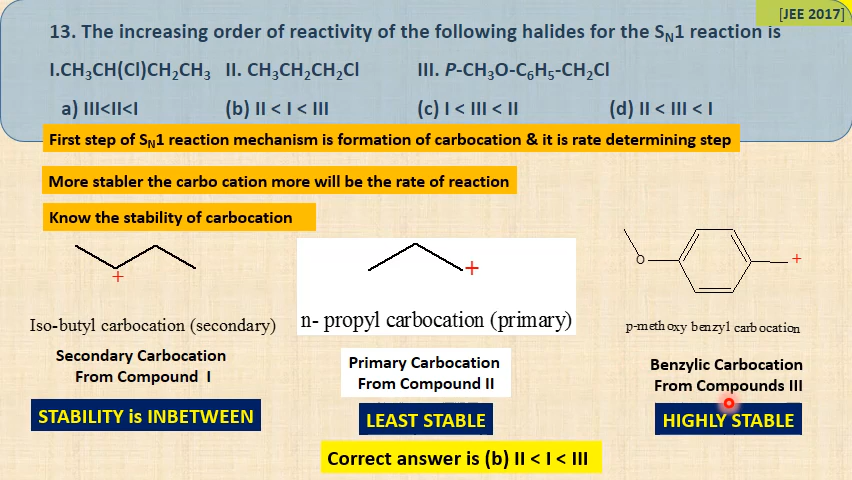 [JEE 2017]
13. The increasing order of reactivity of the following halides for the SN1 reaction is
I.CH3CH(Cl)CH2CH3 II. CH3CH2CH2Cl III. P-CH3O-C6H5-CH2Cl
a) III<II<I (b) II < I < III (c) I < III < II (d) II < III < I
First step of SN1 reaction mechanism is formation of carbocation & it is rate determining step
More stabler the carbo cation more will be the rate of reaction
Know the stability of carbocation
+
+
O +
Iso-butyl carbocation (secondary)
n- propyl carbocation (primary)
p-methoxy benzyl carbocation
Secondary Carbocation
From Compound I
Primary Carbocation
From Compound II
Benzylic Carbocation
From Compounds III
STABILITY is INBETWEEN
LEAST STABLE
HIGHLY STABLE
Correct answer is (b) II < I < III